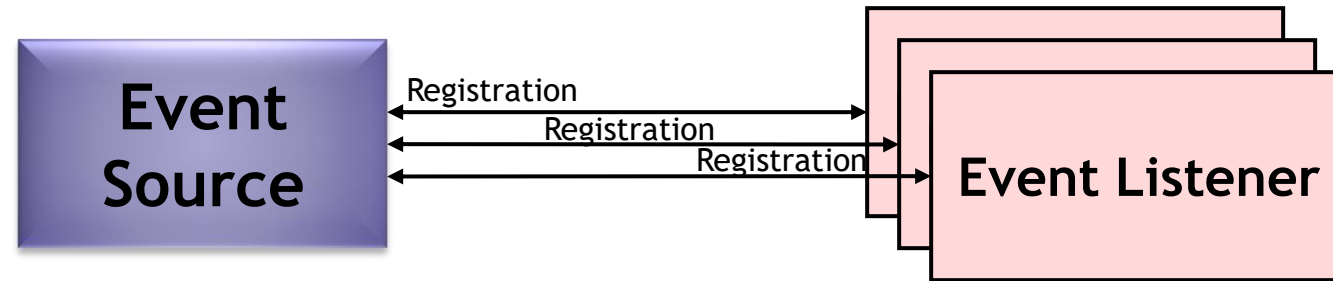 Event
Source
Registration
Registration
Registration
Event Listener